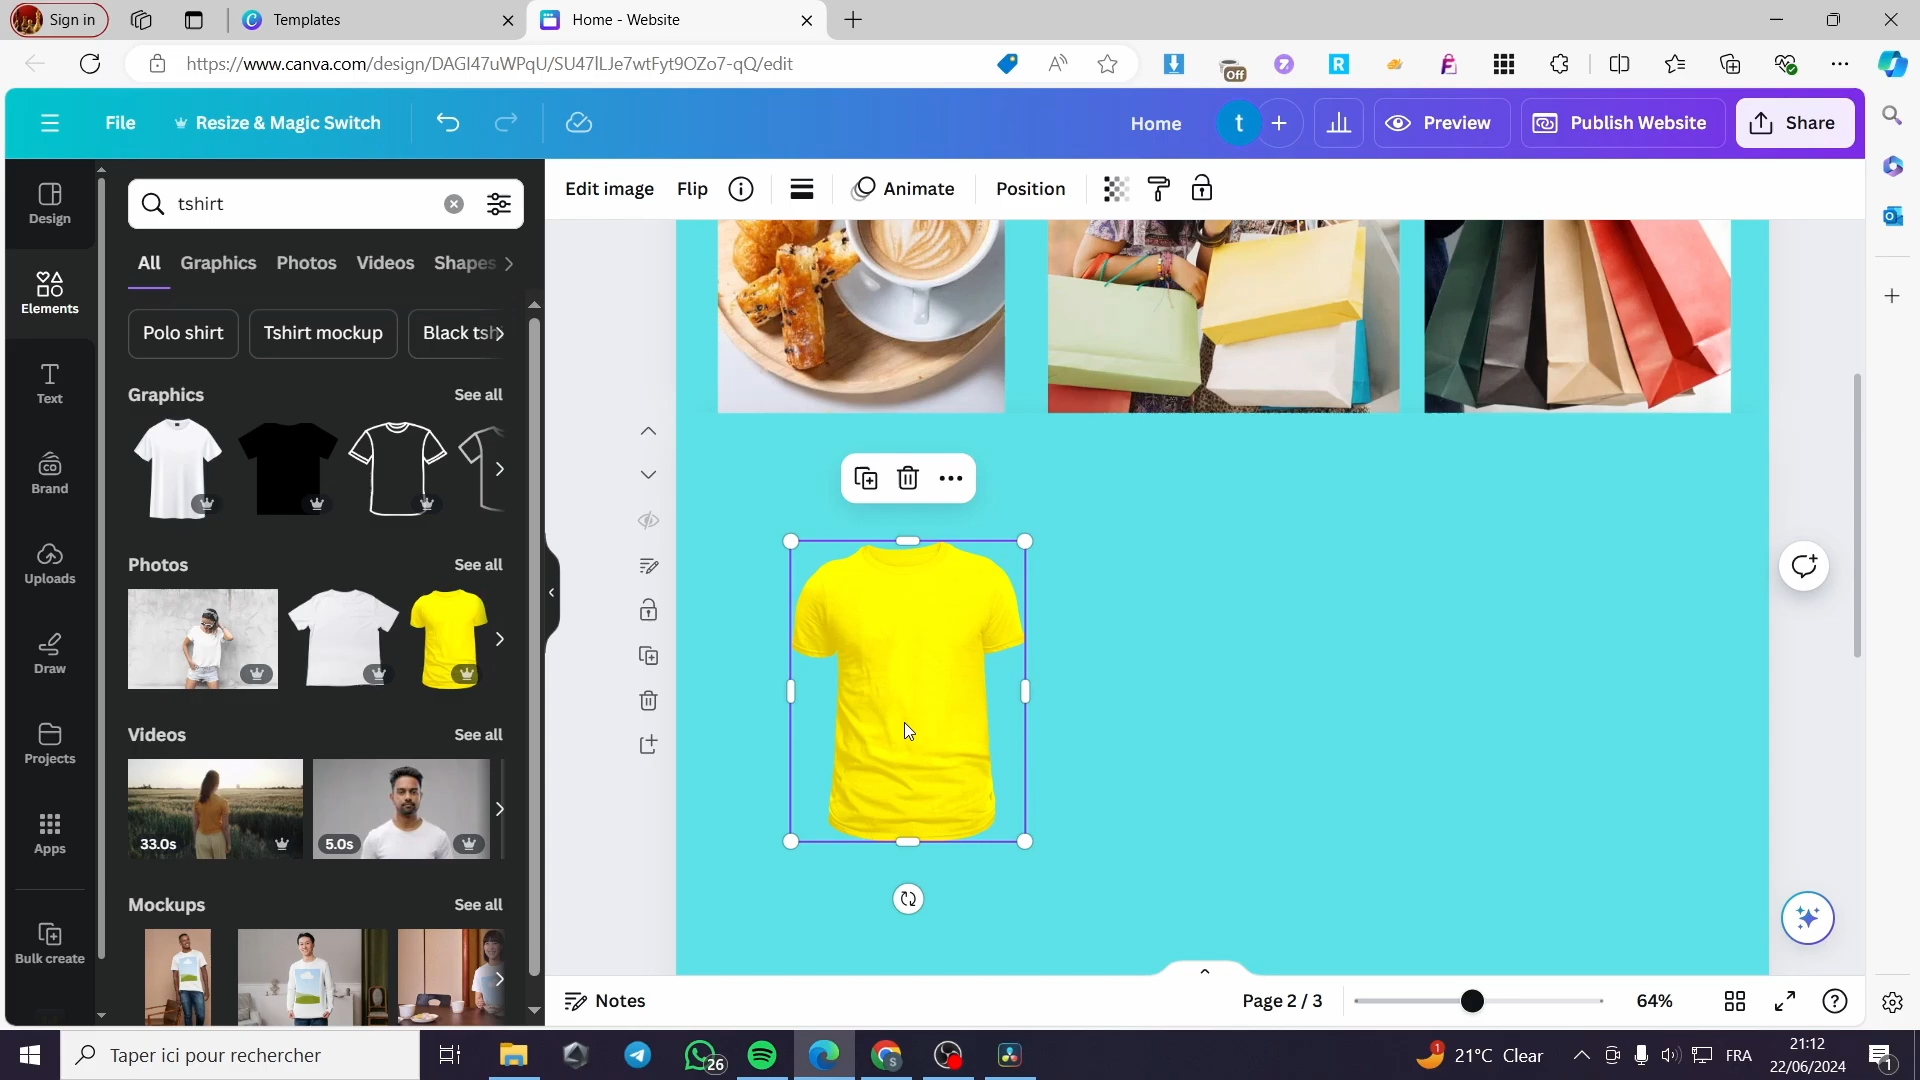 Sign in
Templates
Home - Website
https://www.canva.com/design/DAGI47uWPqU/SU47lLJe7wtFyt9OZo7-qQ/edit
Off
File
Resize & Magic Switch
Home
t
Preview
Publish Website
Share
Design
Elements
Text
Brand
Uploads
Draw
Projects
Apps
Bulk create
tshirt
All
Graphics
Photos
Videos
Shapes
Polo shirt
Tshirt mockup
Black tsh
Graphics
See all
Photos
See all
Videos
See all
33.0s
5.0s
Mockups
See all
Edit image
Flip
Animate
Position
Notes
Page 2 / 3
64%
Taper ici pour rechercher
26
1
21°C Clear
FRA
21:12
22/06/2024
1